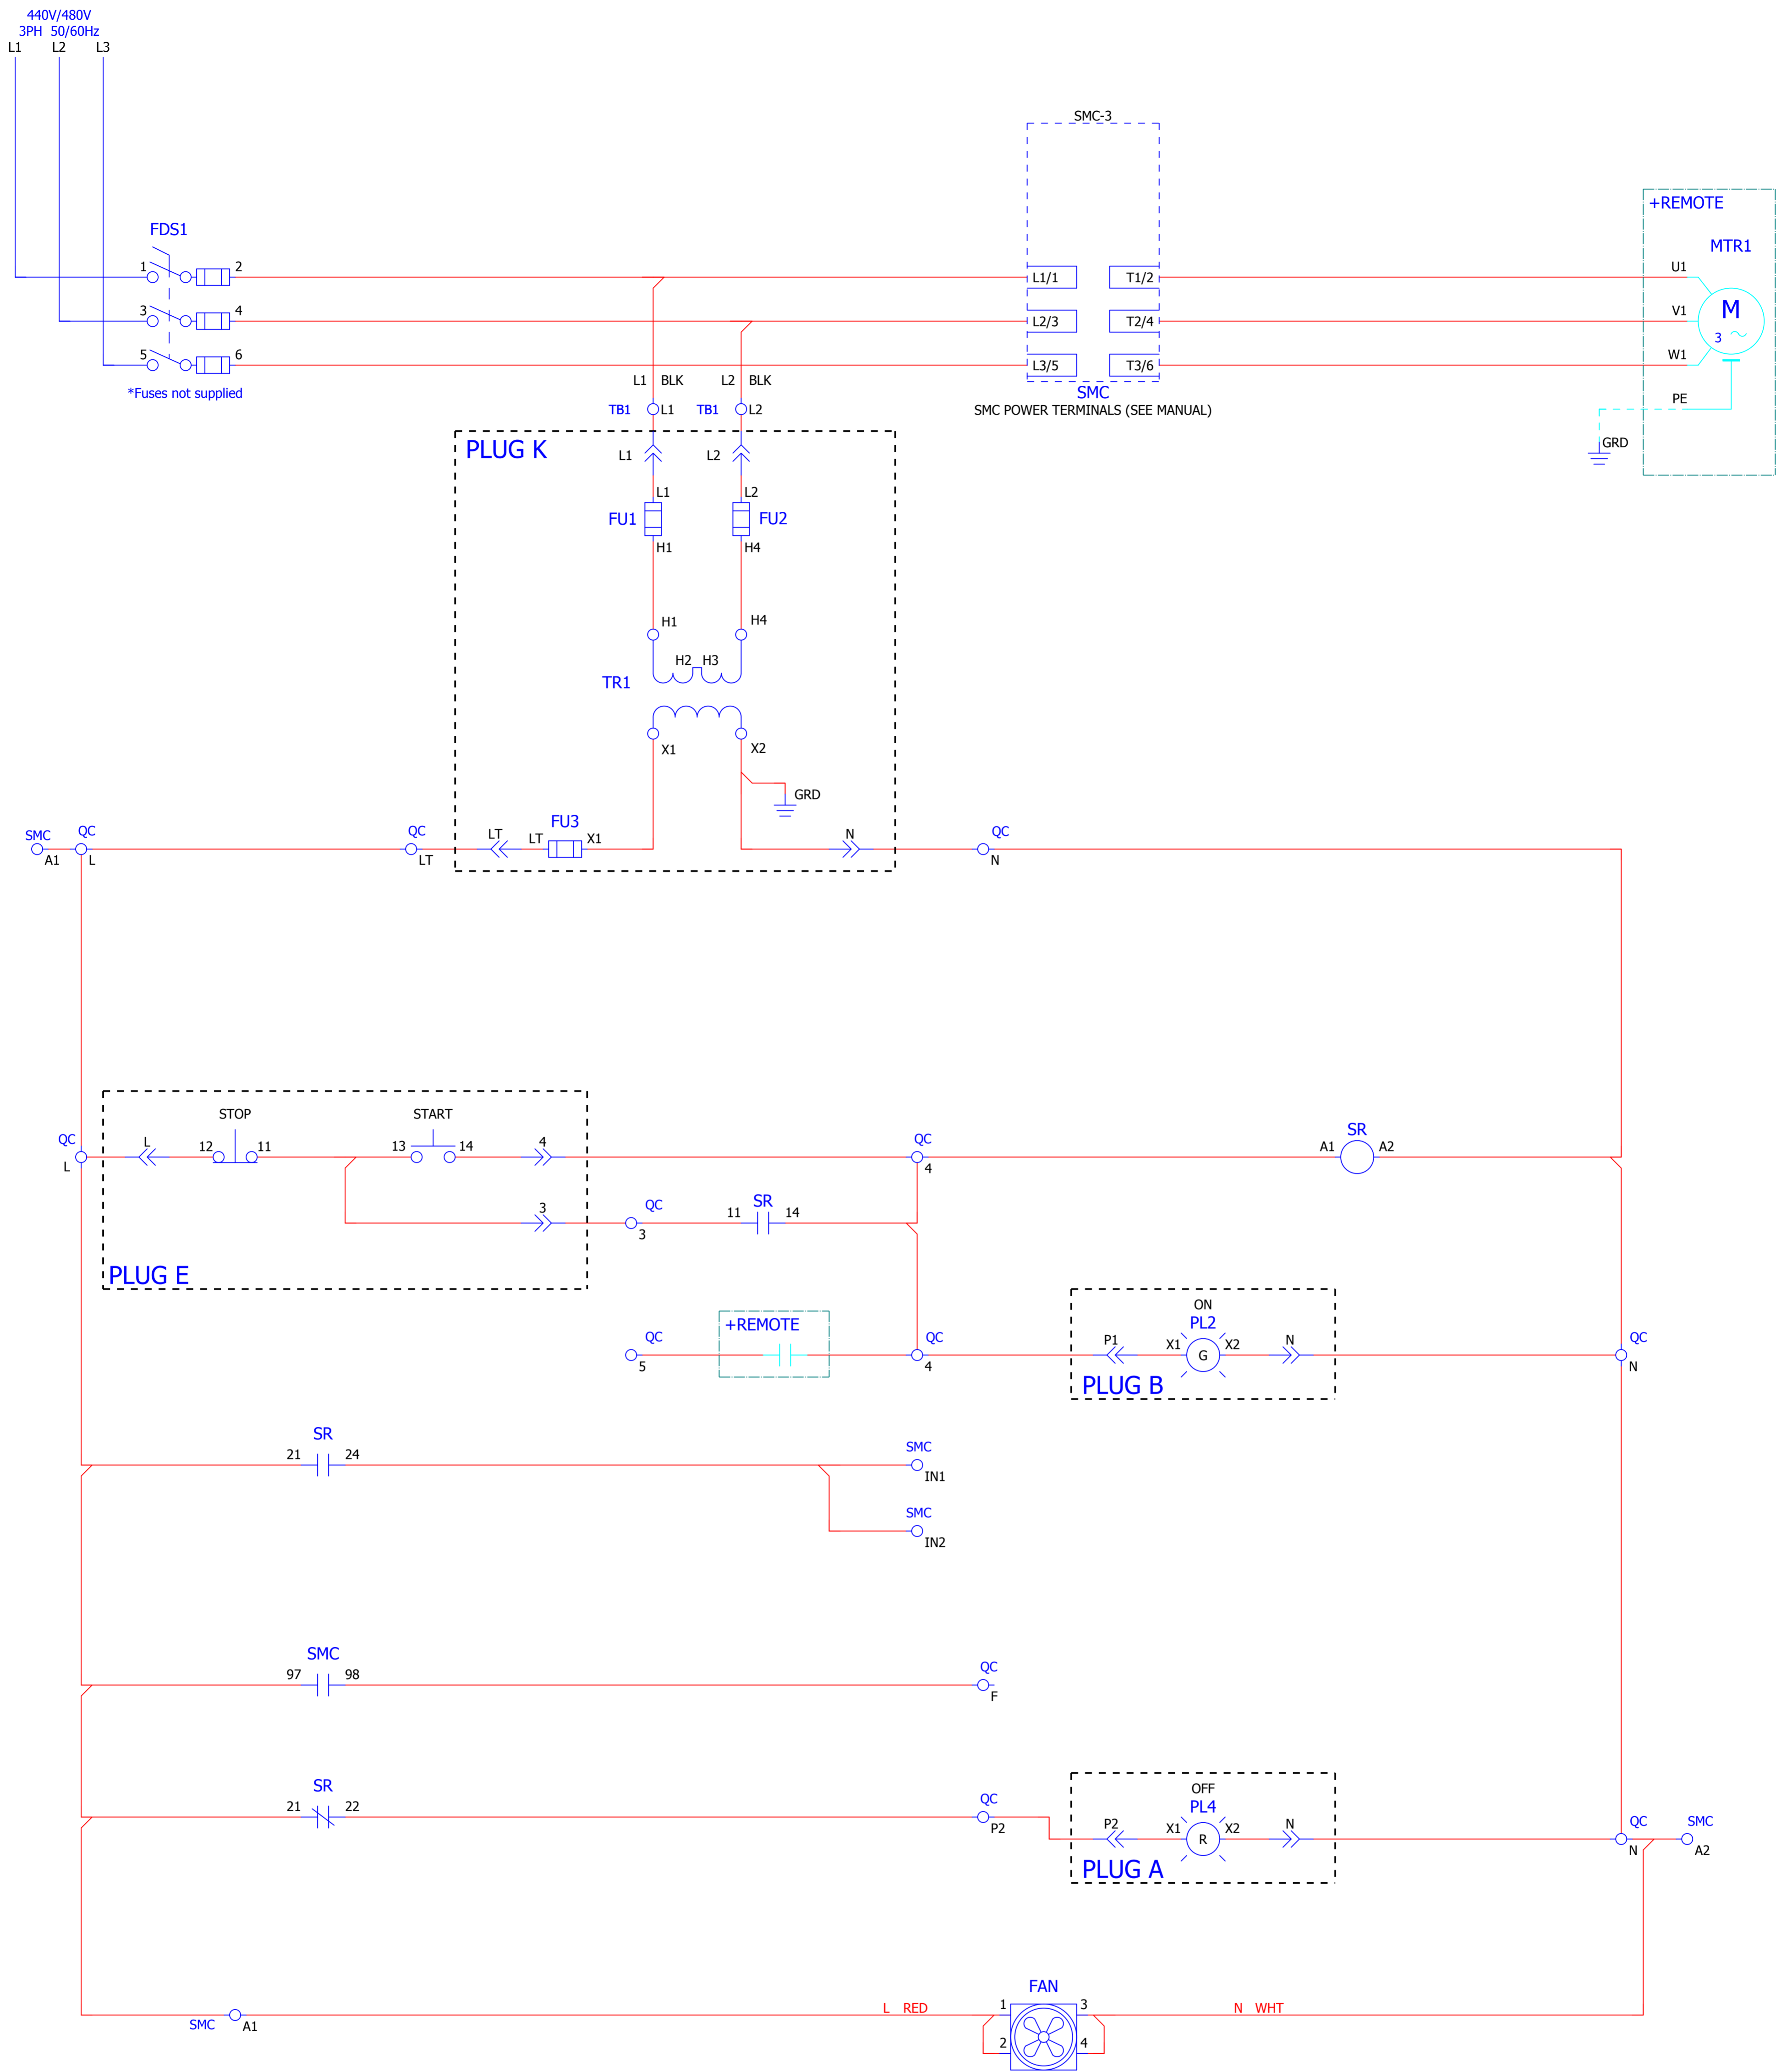 440V/480V
3PH 50/60Hz
L1 L2 L3
SMC-3
+REMOTE
MTR1
FDS1
1 2 L1/1 T1/2 U1
3 4 L2/3 T2/4 V1 M
3
5 6 L3/5 T3/6 W1
*Fuses not supplied
SMC
SMC POWER TERMINALS (SEE MANUAL)
PE
GRD
L1 BLK L2 BLK
TB1 L1 TB1 L2
PLUG K
L1 L2
L1 L2
FU1 FU2
H1 H4
H1 H4
H2 H3
TR1
X1 X2
GRD
SMC QC QC LT LT FU3 X1 N QC
A1 L LT N
STOP START
QC L 12 11 13 14 4 QC A1 SR A2
L 4
3 QC 11 SR 14
3
PLUG E
ON
+REMOTE PL2
QC QC P1 X1 G X2 N QC
5 4 N
PLUG B
SR SMC
21 24 IN1
SMC
IN2
SMC QC
97 98 F
SR OFF
21 22 QC PL4
P2 P2 X1 R X2 N QC SMC
N A2
PLUG A
FAN
L RED 1 3 N WHT
SMC A1
2 4